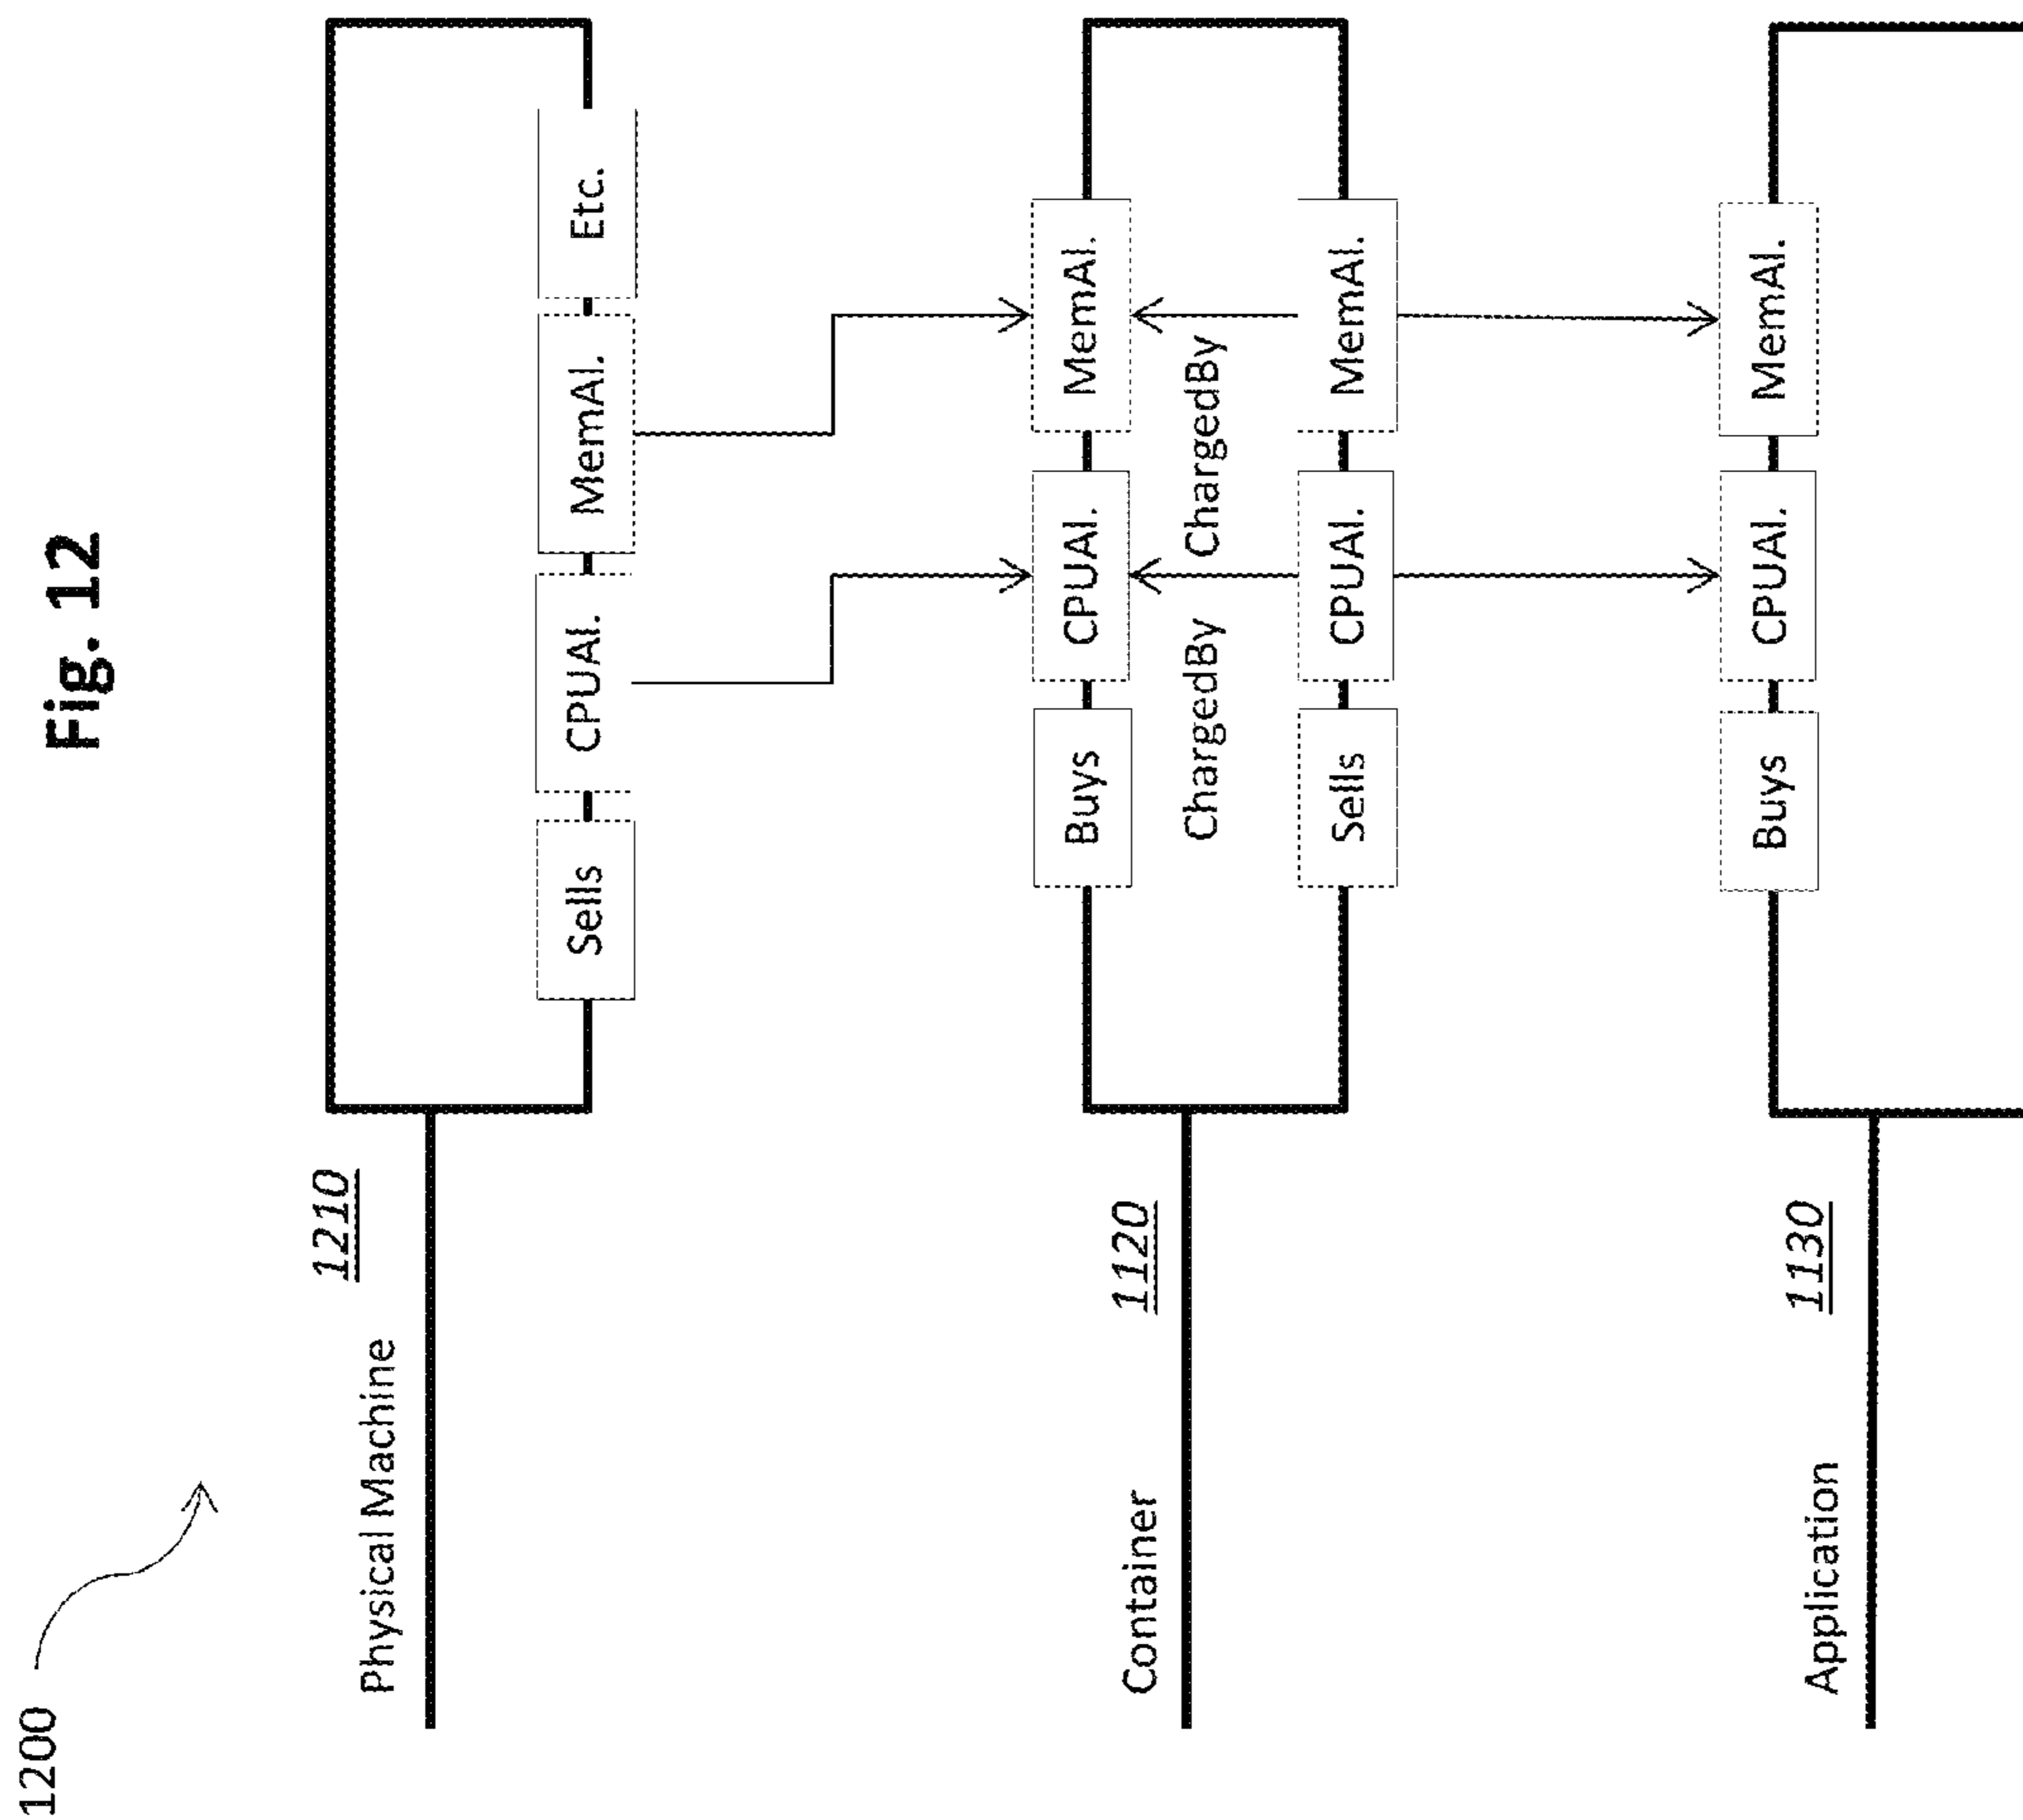 Fig. 12
1200
Physical Machine
1210
Sells CPUAl. MemAl. Etc.
Container
1120
Buys CPUAl. MemAl.
ChargedBy ChargedBy
Sells CPUAl. MemAl.
Application
1130
Buys CPUAl. MemAl.